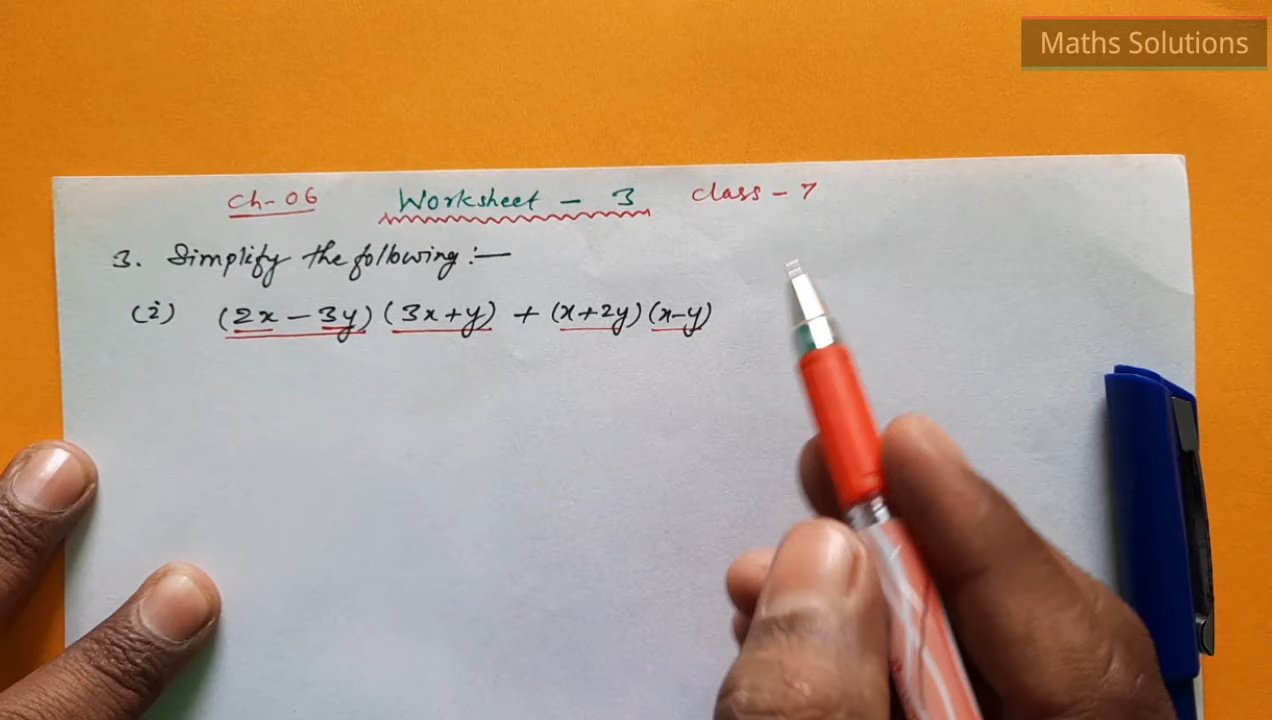 Maths Solutions
Ch-06 Worksheet - 3 Class - 7
3. Simplify the following :-
(i) (2x - 3y) (3x + y) + (x + 2y) (x - y)